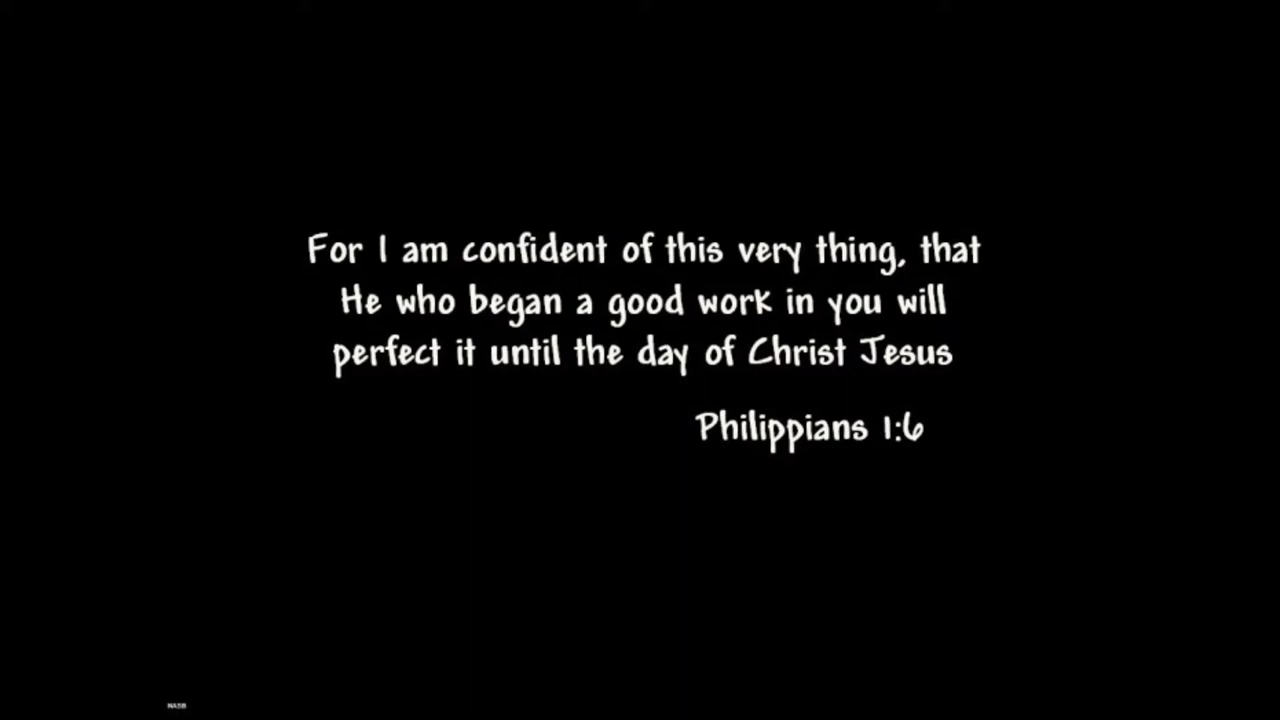 For I am confident of this very thing, that
He who began a good work in you will
perfect it until the day of Christ Jesus
Philippians 1:6
NASB